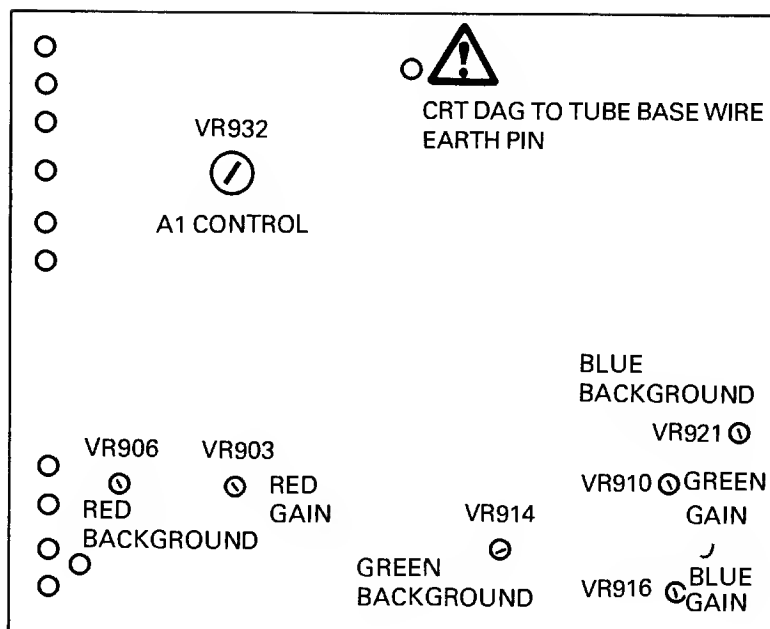 CRT DAG TO TUBE BASE WIRE
EARTH PIN
VR932
A1 CONTROL
BLUE
BACKGROUND
VR921
VR906
RED
BACKGROUND
VR903
RED
GAIN
VR910
GREEN
GAIN
VR914
GREEN
BACKGROUND
VR916
BLUE
GAIN